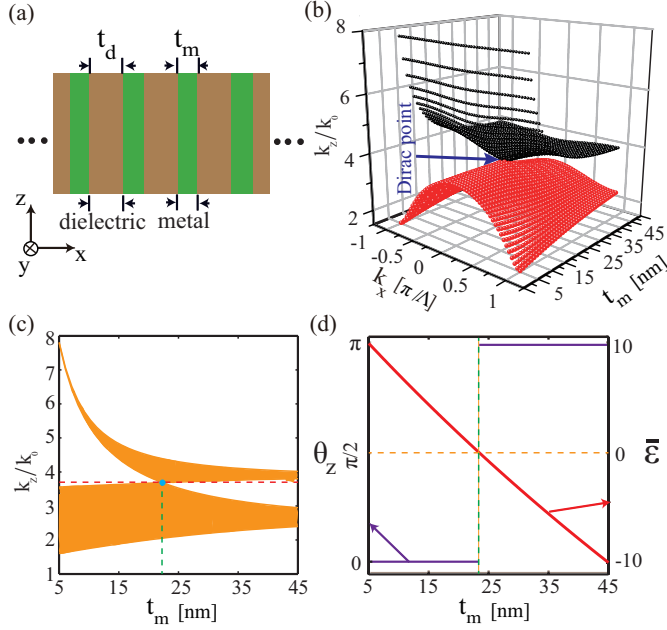 (a)
t_d
t_m
dielectric
metal
z
y
x
(b)
k_z/k_0
8
6
4
2
Dirac point
-1
-0.5
0
0.5
1
k_x [π/Λ]
5
15
25
35
45
t_m [nm]
(c)
k_z/k_0
8
7
6
5
4
3
2
1
5
15
25
35
45
t_m [nm]
(d)
θ_z
π
π/2
0
10
0
-10
ε̄
5
15
25
35
45
t_m [nm]